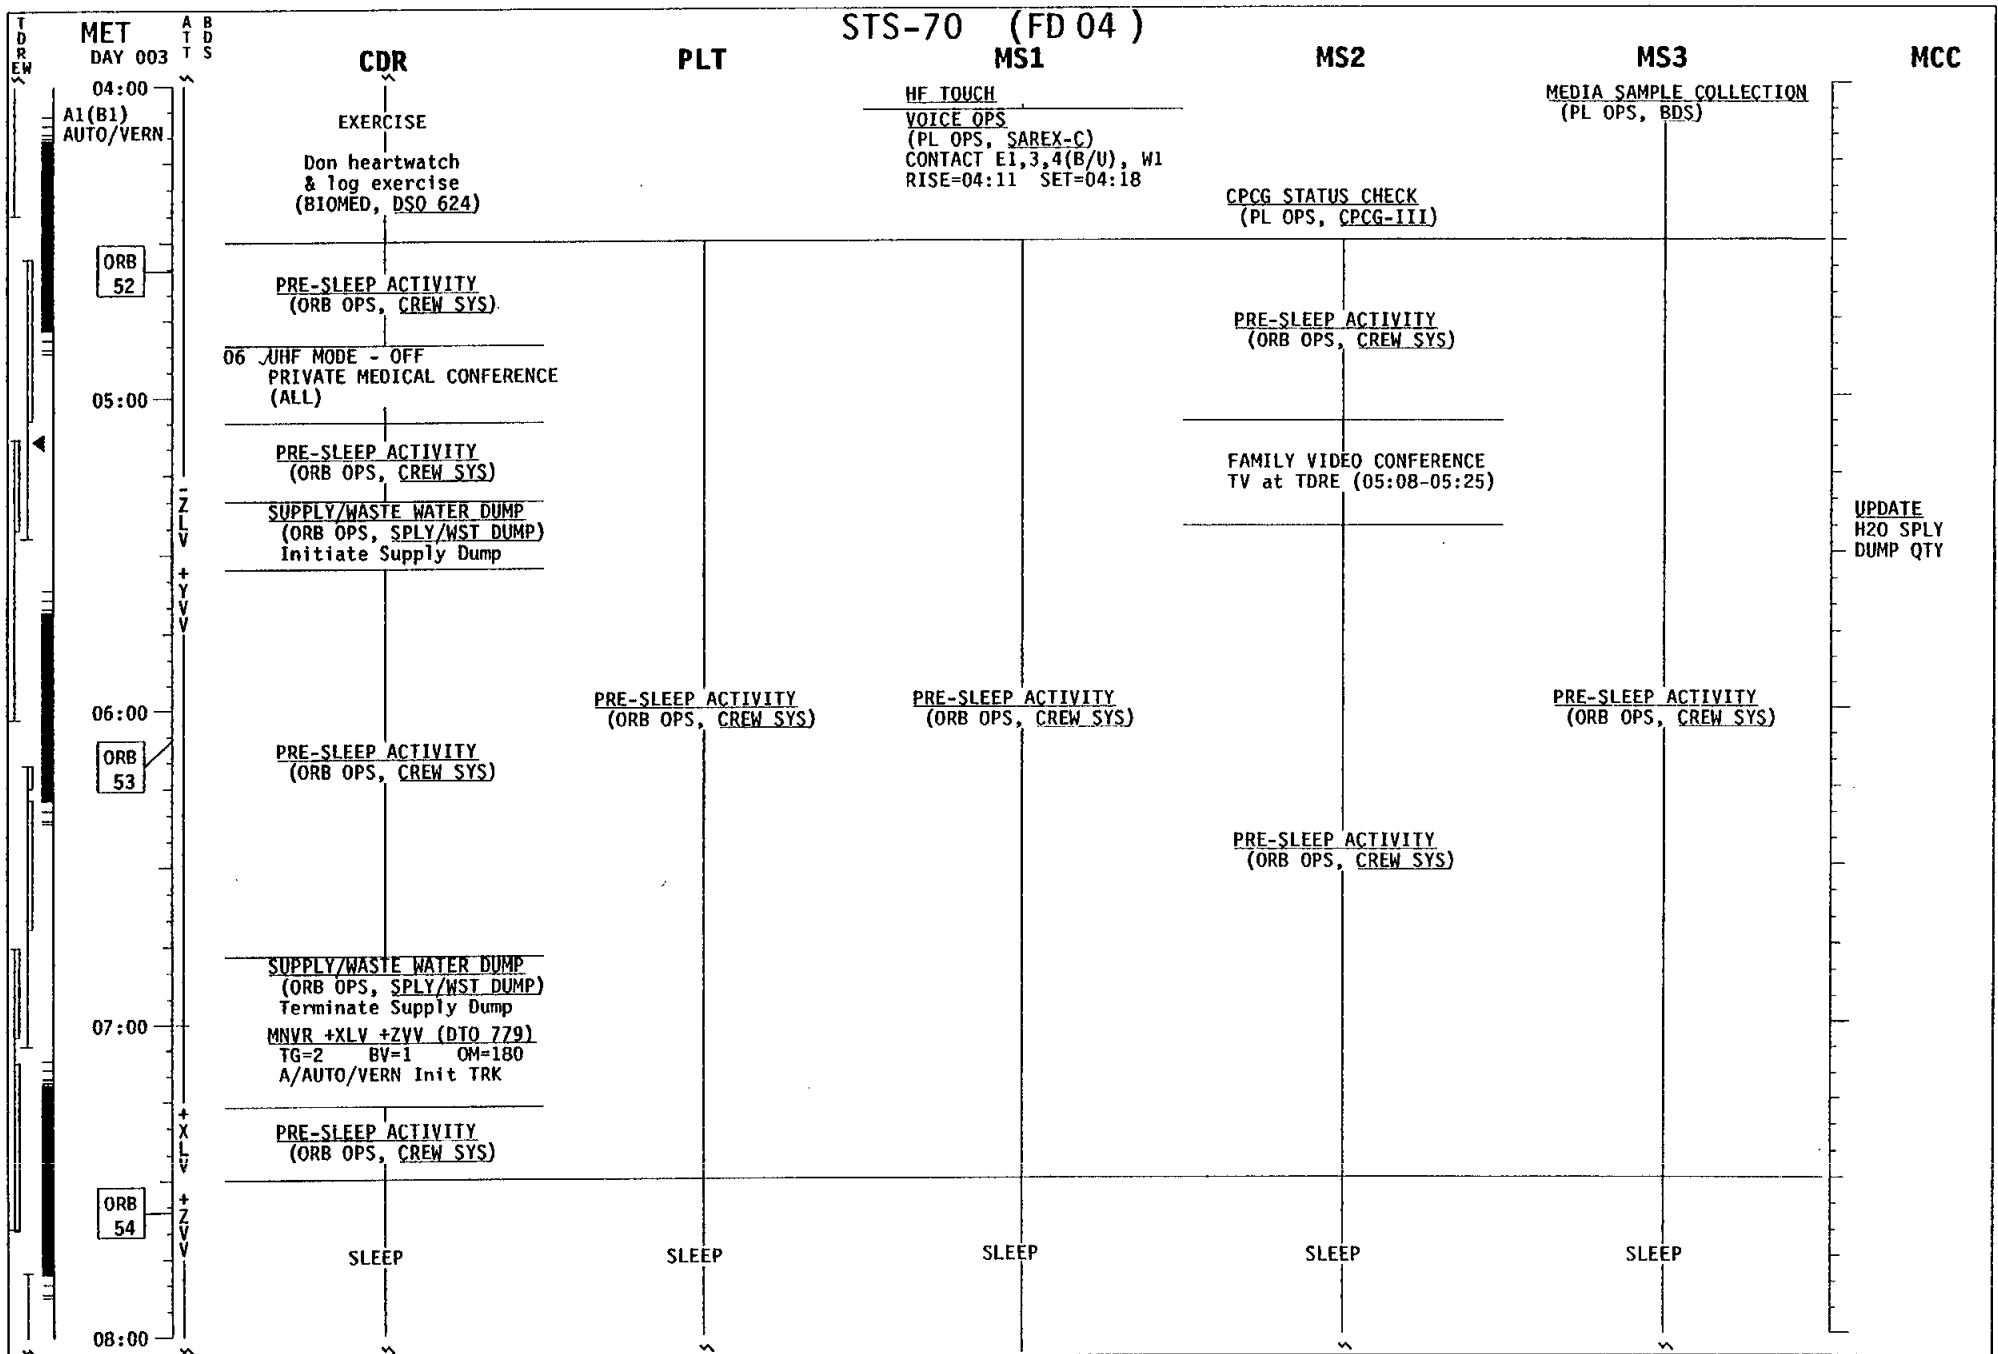 STS-70 (FD 04 )
TDR
EW
MET
DAY 003
ATT
BDS
CDR
PLT
MS1
MS2
MS3
MCC
04:00
A1(B1)
AUTO/VERN
EXERCISE
Don heartwatch
& log exercise
(BIOMED, DSO 624)
HF TOUCH
VOICE OPS
(PL OPS, SAREX-C)
CONTACT E1,3,4(B/U), W1
RISE=04:11 SET=04:18
CPCG STATUS CHECK
(PL OPS, CPCG-III)
MEDIA SAMPLE COLLECTION
(PL OPS, BDS)
ORB
52
PRE-SLEEP ACTIVITY
(ORB OPS, CREW SYS)
PRE-SLEEP ACTIVITY
(ORB OPS, CREW SYS)
06 √UHF MODE - OFF
PRIVATE MEDICAL CONFERENCE
(ALL)
05:00
PRE-SLEEP ACTIVITY
(ORB OPS, CREW SYS)
FAMILY VIDEO CONFERENCE
TV at TDRE (05:08-05:25)
-ZLV +YVV
SUPPLY/WASTE WATER DUMP
(ORB OPS, SPLY/WST DUMP)
Initiate Supply Dump
UPDATE
H2O SPLY
DUMP QTY
06:00
PRE-SLEEP ACTIVITY
(ORB OPS, CREW SYS)
PRE-SLEEP ACTIVITY
(ORB OPS, CREW SYS)
PRE-SLEEP ACTIVITY
(ORB OPS, CREW SYS)
ORB
53
PRE-SLEEP ACTIVITY
(ORB OPS, CREW SYS)
PRE-SLEEP ACTIVITY
(ORB OPS, CREW SYS)
SUPPLY/WASTE WATER DUMP
(ORB OPS, SPLY/WST DUMP)
Terminate Supply Dump
07:00
MNVR +XLV +ZVV (DTO 779)
TG=2 BV=1 OM=180
A/AUTO/VERN Init TRK
+XLV +ZVV
PRE-SLEEP ACTIVITY
(ORB OPS, CREW SYS)
ORB
54
SLEEP
SLEEP
SLEEP
SLEEP
SLEEP
08:00